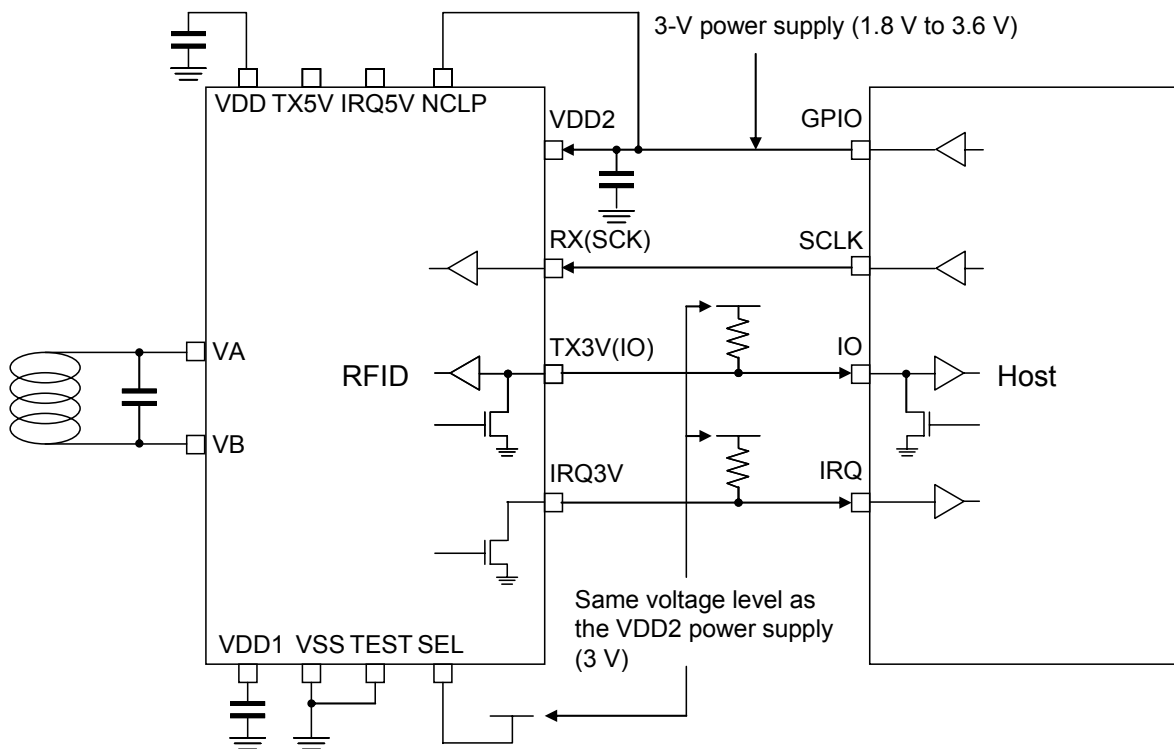 3-V power supply (1.8 V to 3.6 V)
VDD TX5V IRQ5V NCLP
VDD2
GPIO
RX(SCK)
SCLK
VA
TX3V(IO)
IO
RFID
Host
VB
IRQ3V
IRQ
Same voltage level as
the VDD2 power supply
(3 V)
VDD1 VSS TEST SEL